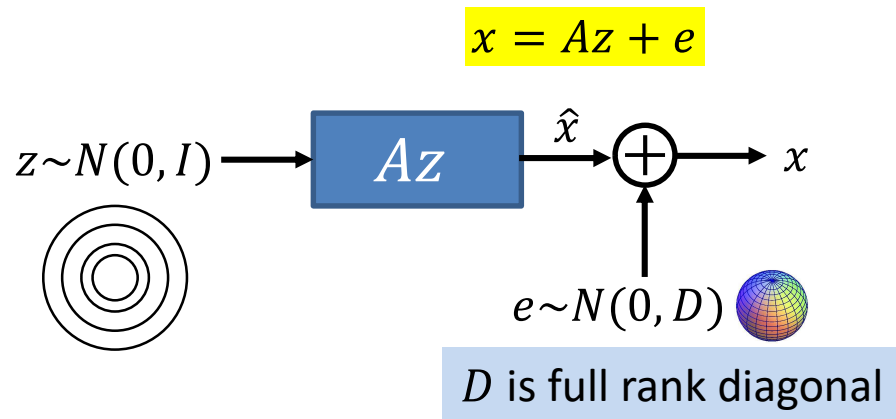 x = Az + e
z~N(0, I)
Az
x̂
+
x
e~N(0, D)
D is full rank diagonal